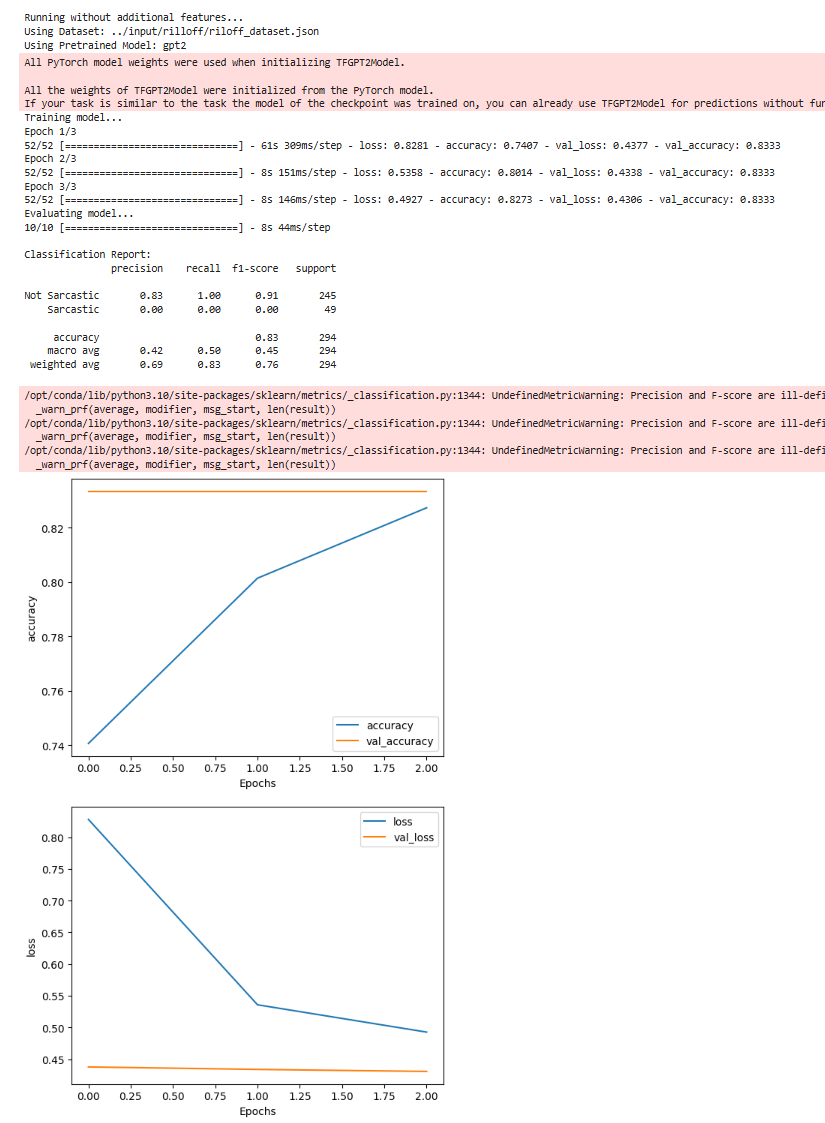 Running without additional features...
Using Dataset: ../input/rilloff/riloff_dataset.json
Using Pretrained Model: gpt2
All PyTorch model weights were used when initializing TFGPT2Model.
All the weights of TFGPT2Model were initialized from the PyTorch model.
If your task is similar to the task the model of the checkpoint was trained on, you can already use TFGPT2Model for predictions without fur
Training model...
Epoch 1/3
52/52 [==============================] - 61s 309ms/step - loss: 0.8281 - accuracy: 0.7407 - val_loss: 0.4377 - val_accuracy: 0.8333
Epoch 2/3
52/52 [==============================] - 8s 151ms/step - loss: 0.5358 - accuracy: 0.8014 - val_loss: 0.4338 - val_accuracy: 0.8333
Epoch 3/3
52/52 [==============================] - 8s 146ms/step - loss: 0.4927 - accuracy: 0.8273 - val_loss: 0.4306 - val_accuracy: 0.8333
Evaluating model...
10/10 [==============================] - 8s 44ms/step
Classification Report:
precision recall f1-score support
Not Sarcastic 0.83 1.00 0.91 245
Sarcastic 0.00 0.00 0.00 49
accuracy 0.83 294
macro avg 0.42 0.50 0.45 294
weighted avg 0.69 0.83 0.76 294
/opt/conda/lib/python3.10/site-packages/sklearn/metrics/_classification.py:1344: UndefinedMetricWarning: Precision and F-score are ill-defi
_warn_prf(average, modifier, msg_start, len(result))
/opt/conda/lib/python3.10/site-packages/sklearn/metrics/_classification.py:1344: UndefinedMetricWarning: Precision and F-score are ill-defi
_warn_prf(average, modifier, msg_start, len(result))
/opt/conda/lib/python3.10/site-packages/sklearn/metrics/_classification.py:1344: UndefinedMetricWarning: Precision and F-score are ill-defi
_warn_prf(average, modifier, msg_start, len(result))
0.82
0.80
0.78
accuracy
0.76
0.74
accuracy
val_accuracy
0.00 0.25 0.50 0.75 1.00 1.25 1.50 1.75 2.00
Epochs
loss
val_loss
0.80
0.75
0.70
0.65
loss
0.60
0.55
0.50
0.45
0.00 0.25 0.50 0.75 1.00 1.25 1.50 1.75 2.00
Epochs